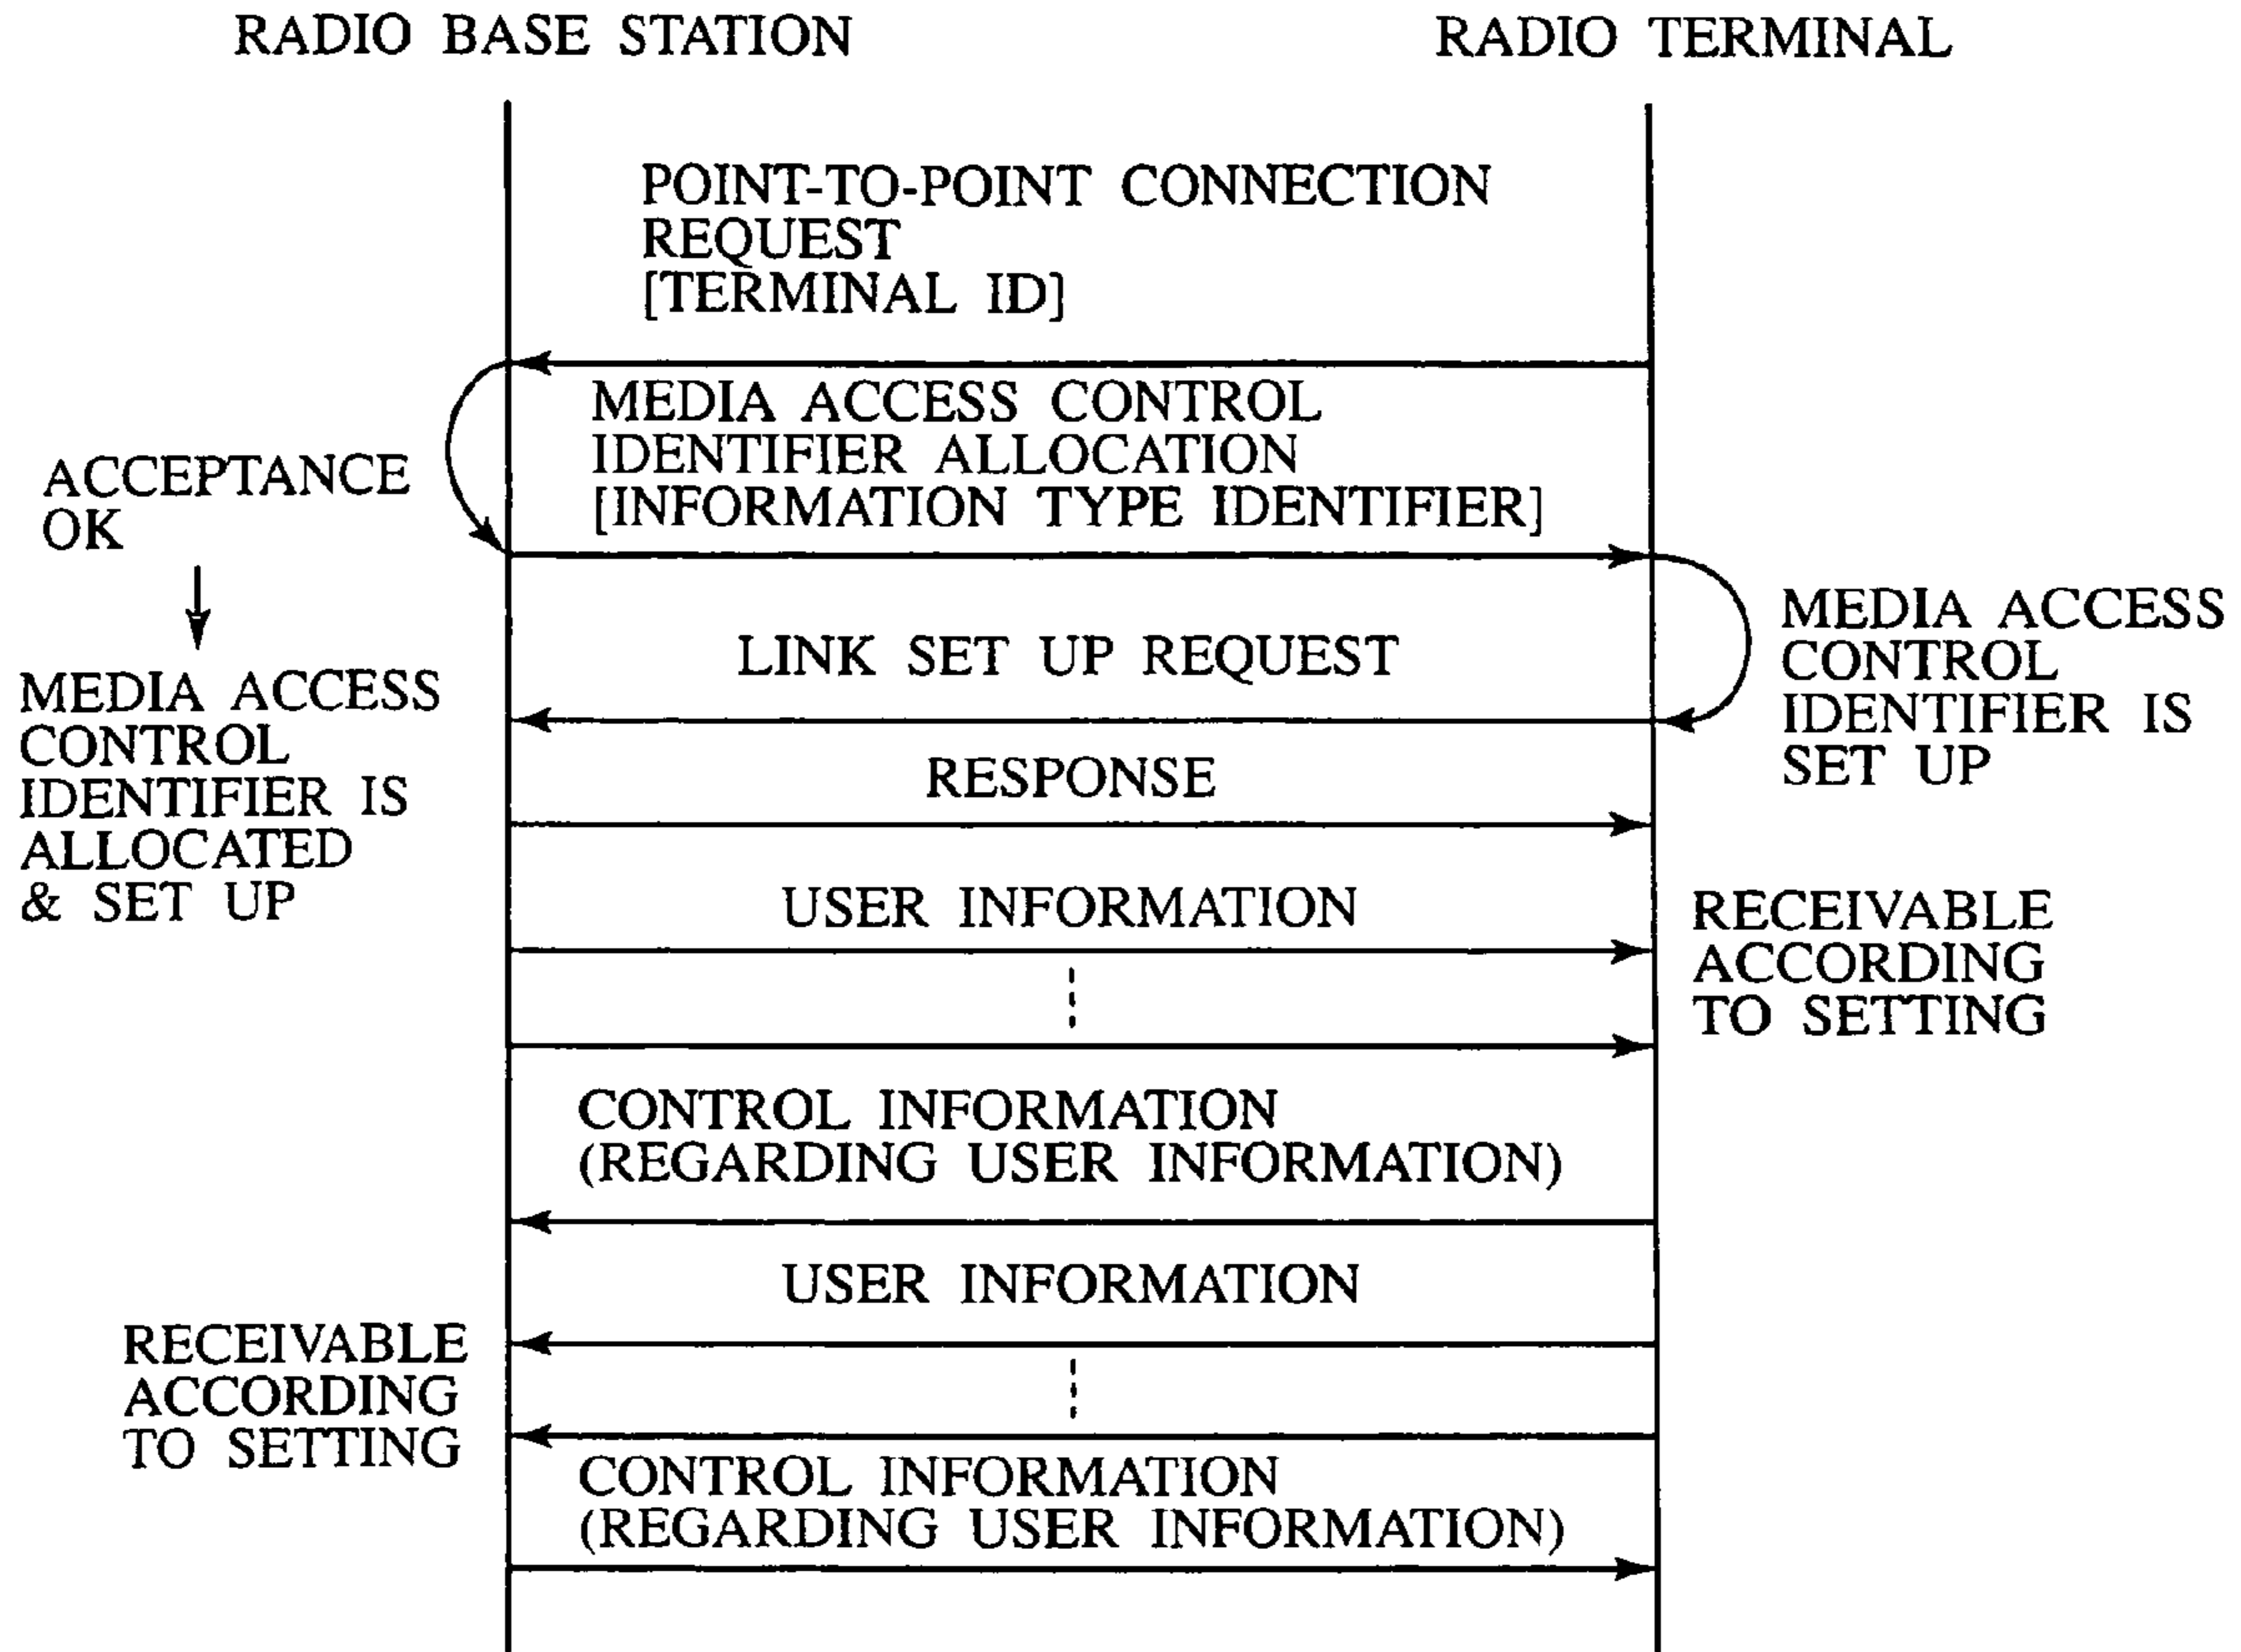 RADIO BASE STATION
RADIO TERMINAL
POINT-TO-POINT CONNECTION
REQUEST
[TERMINAL ID]
MEDIA ACCESS CONTROL
IDENTIFIER ALLOCATION
[INFORMATION TYPE IDENTIFIER]
ACCEPTANCE
OK
MEDIA ACCESS
CONTROL
IDENTIFIER IS
ALLOCATED
& SET UP
LINK SET UP REQUEST
MEDIA ACCESS
CONTROL
IDENTIFIER IS
SET UP
RESPONSE
USER INFORMATION
RECEIVABLE
ACCORDING
TO SETTING
CONTROL INFORMATION
(REGARDING USER INFORMATION)
USER INFORMATION
RECEIVABLE
ACCORDING
TO SETTING
CONTROL INFORMATION
(REGARDING USER INFORMATION)